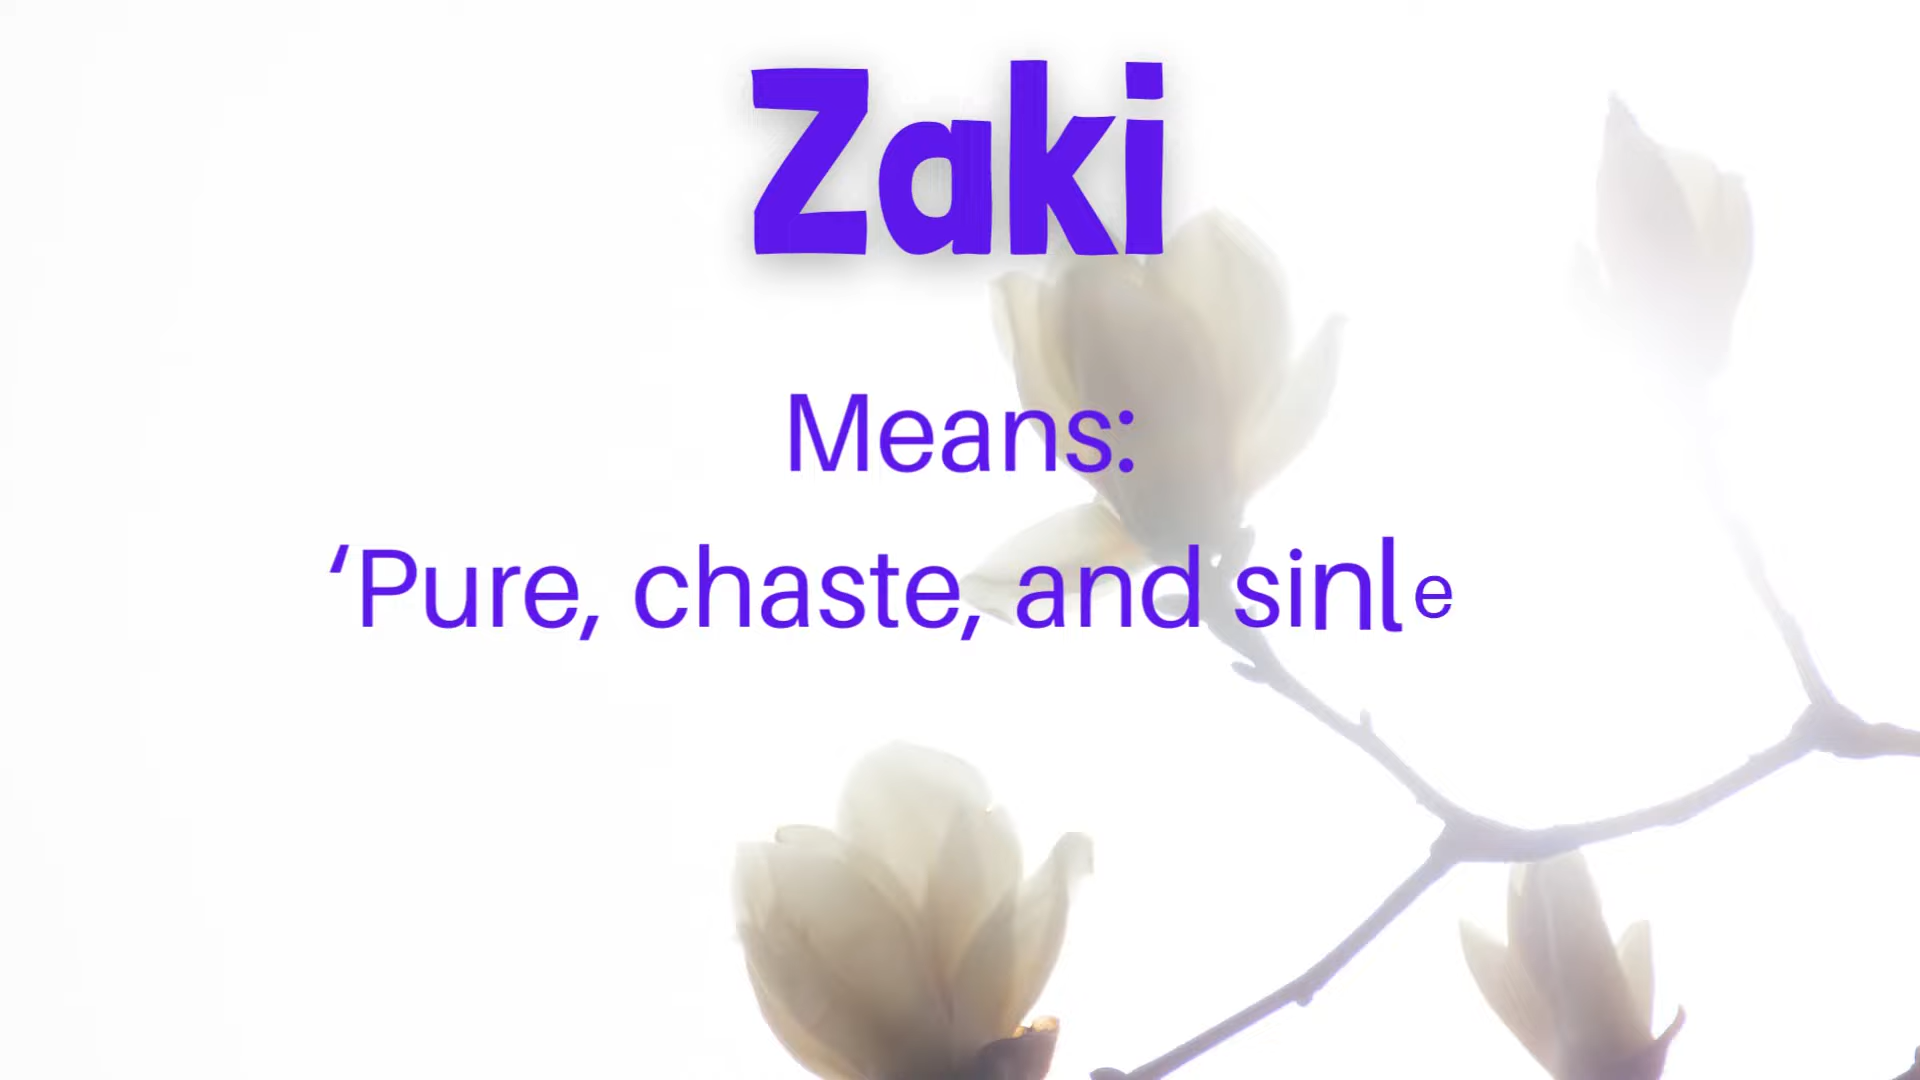 Zaki
Means:
‘Pure, chaste, and sinle